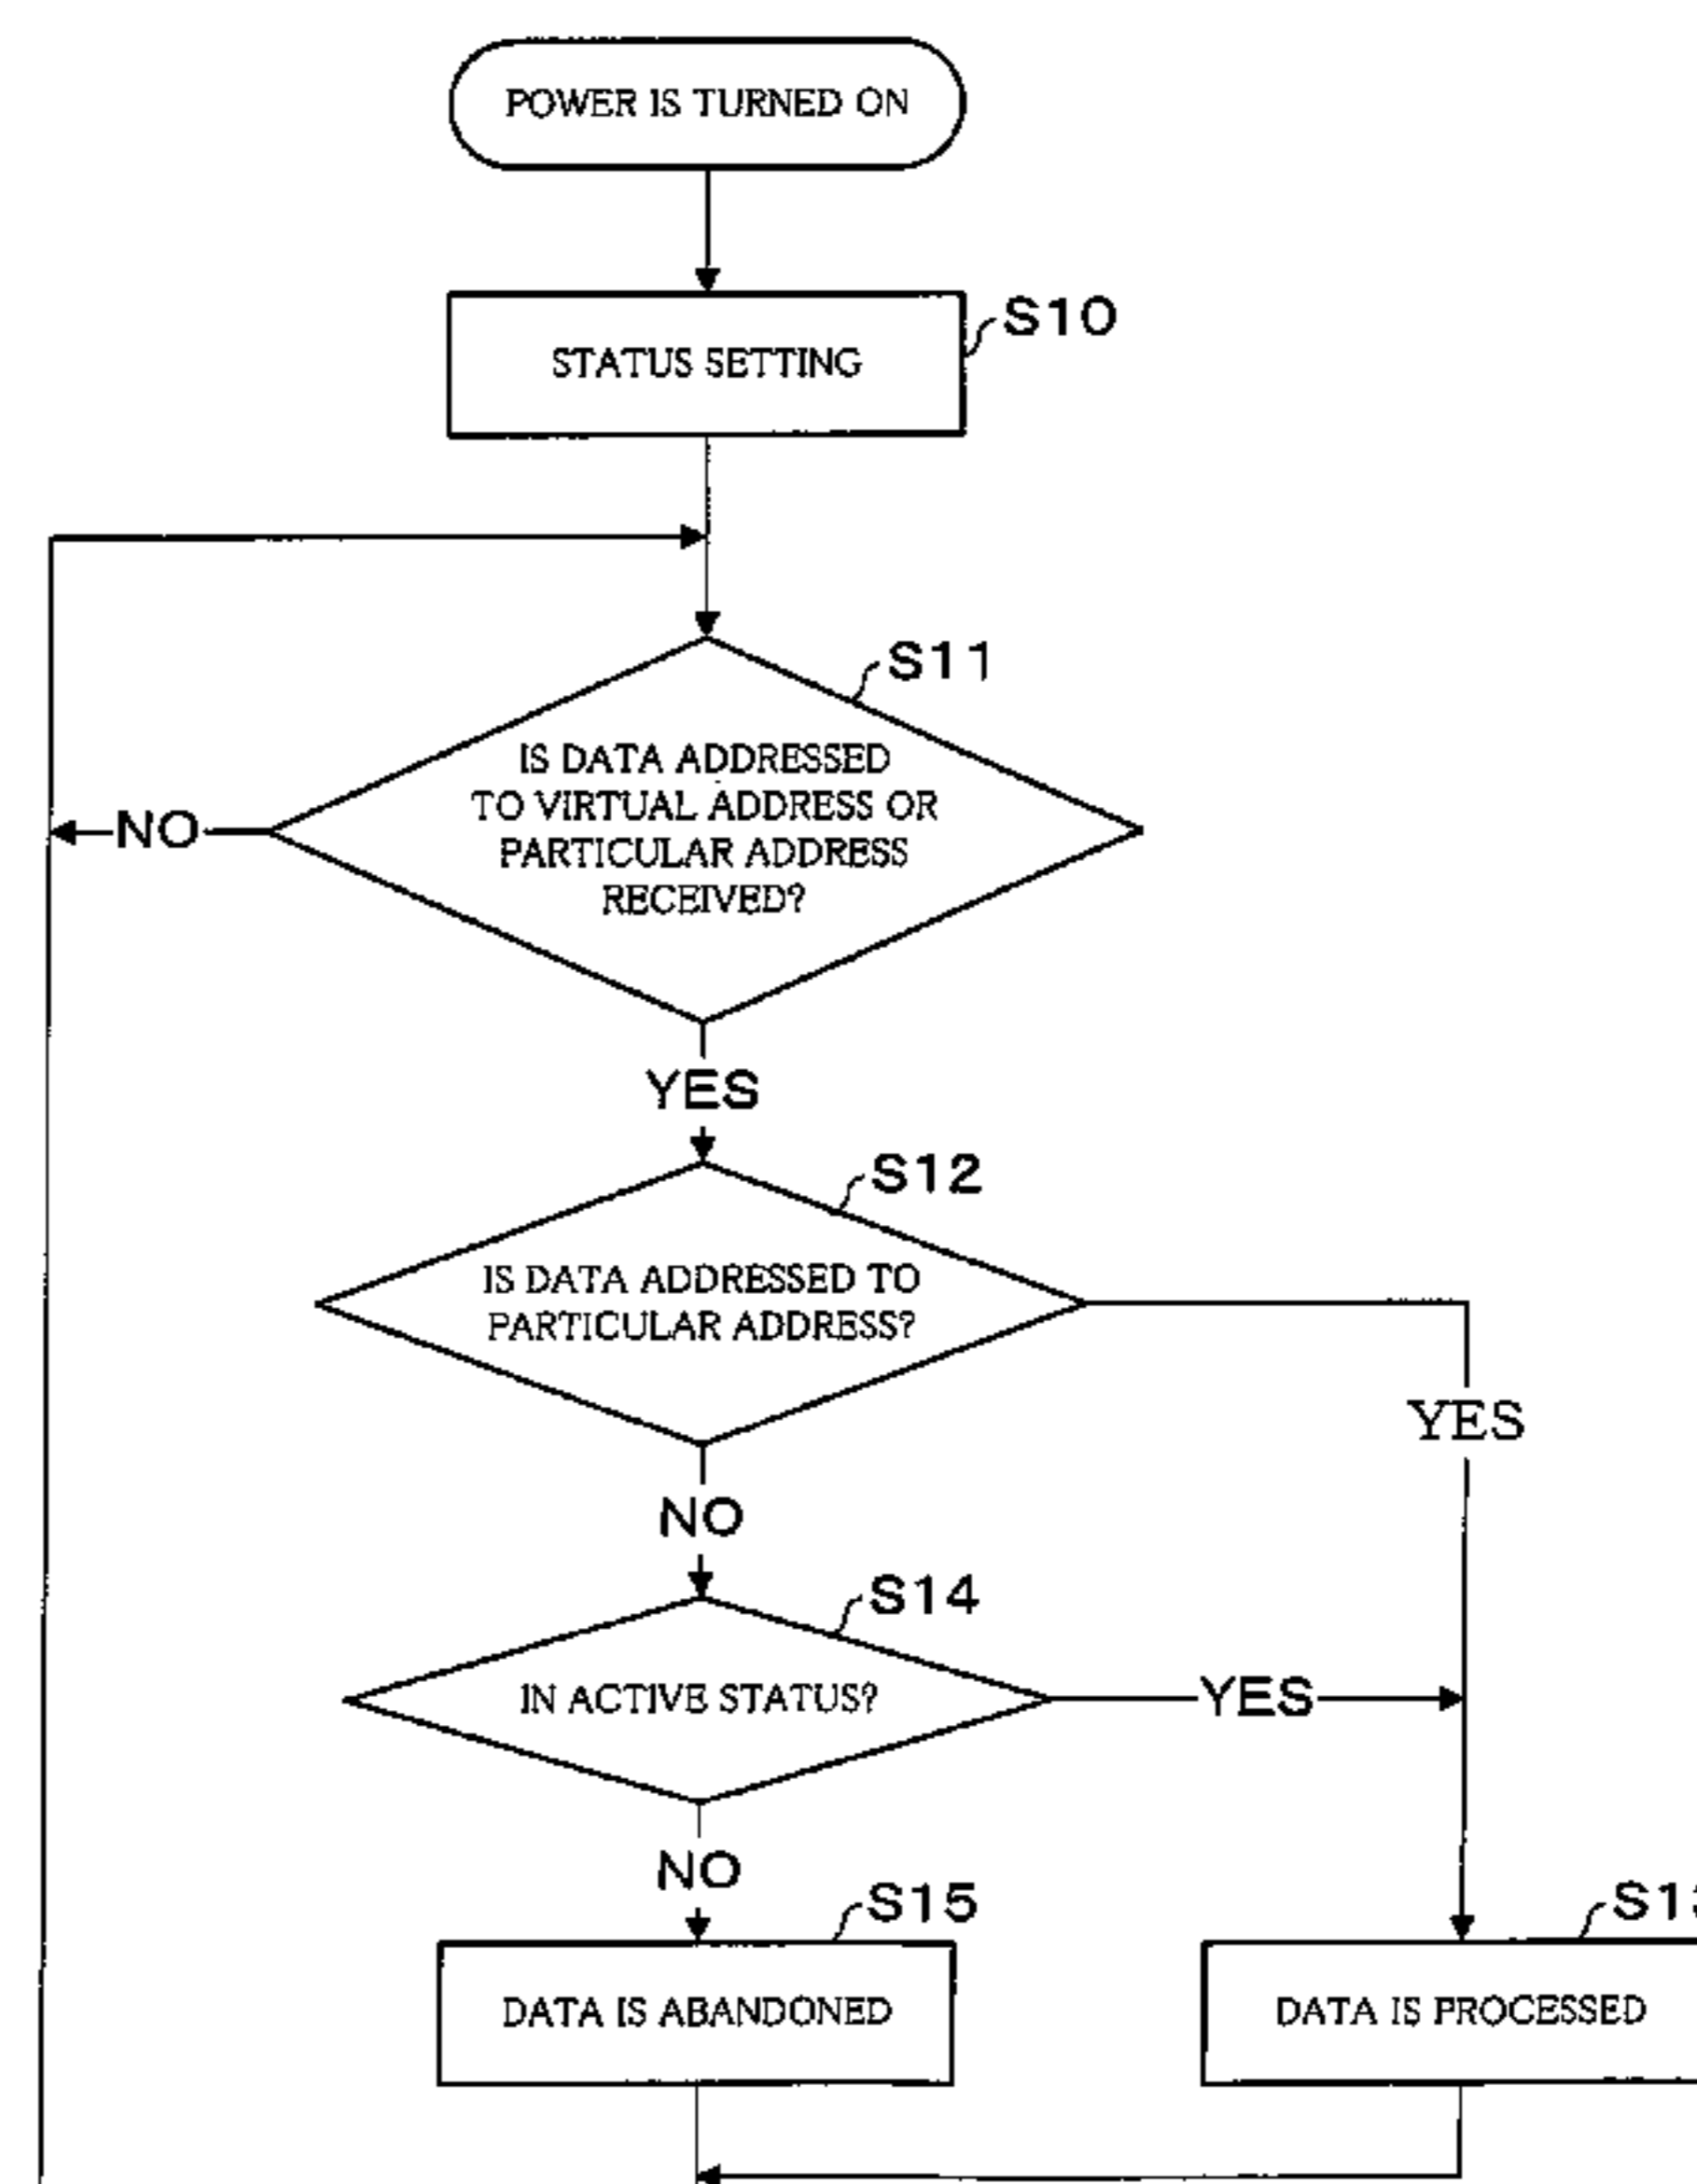 POWER IS TURNED ON
STATUS SETTING
S10
S11
IS DATA ADDRESSED
TO VIRTUAL ADDRESS OR
PARTICULAR ADDRESS
RECEIVED?
NO
YES
S12
IS DATA ADDRESSED TO
PARTICULAR ADDRESS?
YES
NO
S14
IN ACTIVE STATUS?
YES
NO
S15
DATA IS ABANDONED
DATA IS PROCESSED